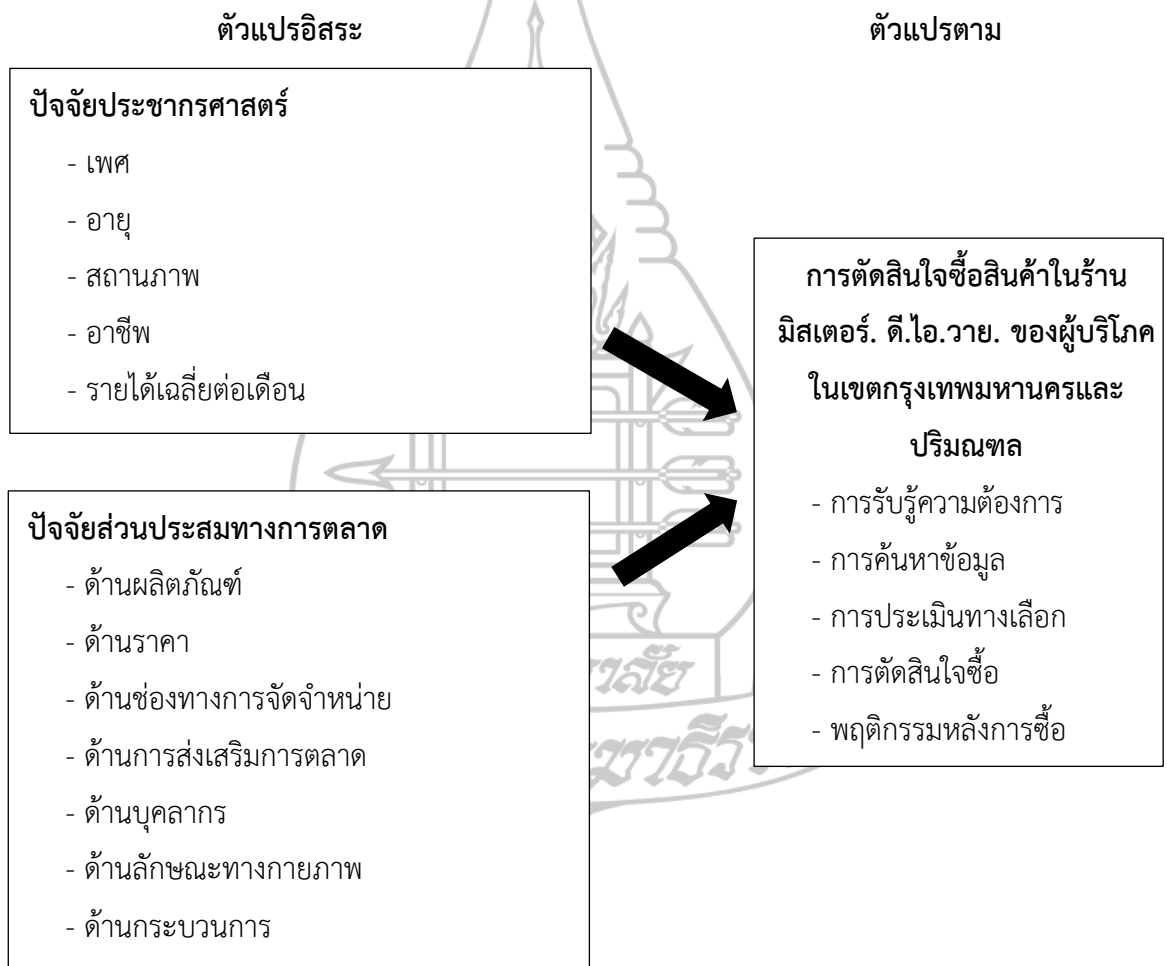 ตัวแปรอิสระ
ตัวแปรตาม
ปัจจัยประชากรศาสตร์
- เพศ
- อายุ
- สถานภาพ
- อาชีพ
- รายได้เฉลี่ยต่อเดือน
ปัจจัยส่วนประสมทางการตลาด
- ด้านผลิตภัณฑ์
- ด้านราคา
- ด้านช่องทางการจัดจำหน่าย
- ด้านการส่งเสริมการตลาด
- ด้านบุคลากร
- ด้านลักษณะทางกายภาพ
- ด้านกระบวนการ
การตัดสินใจซื้อสินค้าในร้าน
มิสเตอร์. ดี.ไอ.วาย. ของผู้บริโภค
ในเขตกรุงเทพมหานครและ
ปริมณฑล
- การรับรู้ความต้องการ
- การค้นหาข้อมูล
- การประเมินทางเลือก
- การตัดสินใจซื้อ
- พฤติกรรมหลังการซื้อ